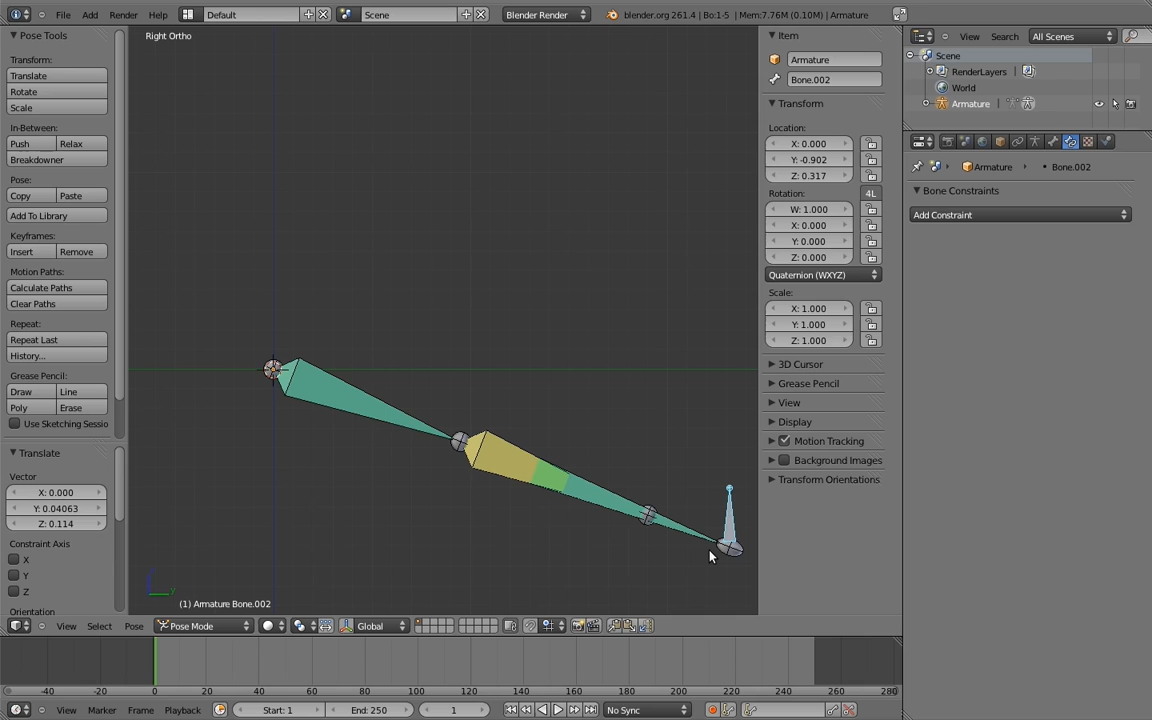 File Add Render Help Default Scene Blender Render blender.org 261.4 | Bo:1-5 | Mem:7.76M (0.10M) | Armature
Pose Tools
Transform:
Translate
Rotate
Scale
In-Between:
Push Relax
Breakdowner
Pose:
Copy Paste
Add To Library
Keyframes:
Insert Remove
Motion Paths:
Calculate Paths
Clear Paths
Repeat:
Repeat Last
History...
Grease Pencil:
Draw Line
Poly Erase
Use Sketching Sessio
Translate
Vector
X: 0.000
Y: 0.04063
Z: 0.114
Constraint Axis
X
Y
Z
Orientation
Right Ortho
(1) Armature Bone.002
Item
Armature
Bone.002
Transform
Location:
X: 0.000
Y: -0.902
Z: 0.317
Rotation: 4L
W: 1.000
X: 0.000
Y: 0.000
Z: 0.000
Quaternion (WXYZ)
Scale:
X: 1.000
Y: 1.000
Z: 1.000
3D Cursor
Grease Pencil
View
Display
Motion Tracking
Background Images
Transform Orientations
View Search All Scenes
Scene
RenderLayers |
World
Armature |
Armature Bone.002
Bone Constraints
Add Constraint
View Select Pose Pose Mode Global
-40 -20 0 20 40 60 80 100 120 140 160 180 200 220 240 260 280
View Marker Frame Playback Start: 1 End: 250 1 No Sync